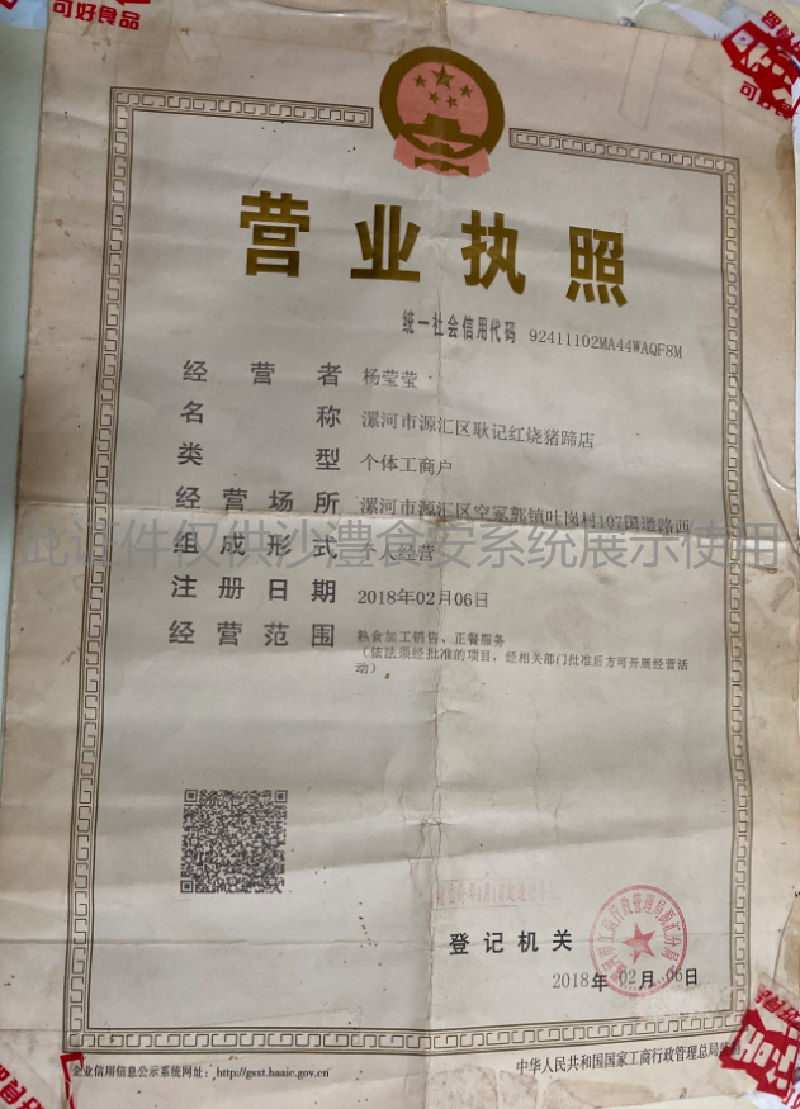 可好食品
可好食
营业执照
统一社会信用代码 92411102MA44WAQF8M
经营者 杨莹莹
名称 漯河市源汇区耿记红烧猪蹄店
类型 个体工商户
经营场所 漯河市源汇区空冢郭镇叶岗村107国道路西
此证件仅供沙澧食安系统展示使用
组成形式 个人经营
注册日期 2018年02月06日
经营范围 熟食加工销售、正餐服务
（依法须经批准的项目，经相关部门批准后方可开展经营活
动）
登记机关
2018年02月06日
企业信用信息公示系统网址：http://gsxt.haaic.gov.cn
中华人民共和国国家工商行政管理总局监制